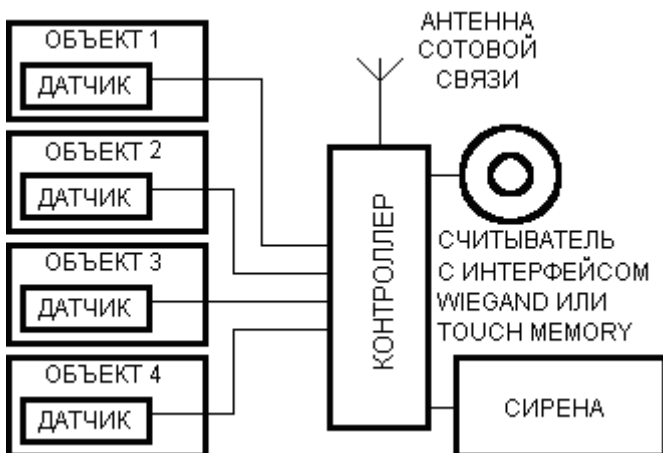 ОБЪЕКТ 1
ДАТЧИК
ОБЪЕКТ 2
ДАТЧИК
ОБЪЕКТ 3
ДАТЧИК
ОБЪЕКТ 4
ДАТЧИК
КОНТРОЛЛЕР
АНТЕННА
СОТОВОЙ
СВЯЗИ
СЧИТЫВАТЕЛЬ
С ИНТЕРФЕЙСОМ
WIEGAND ИЛИ
TOUCH MEMORY
СИРЕНА